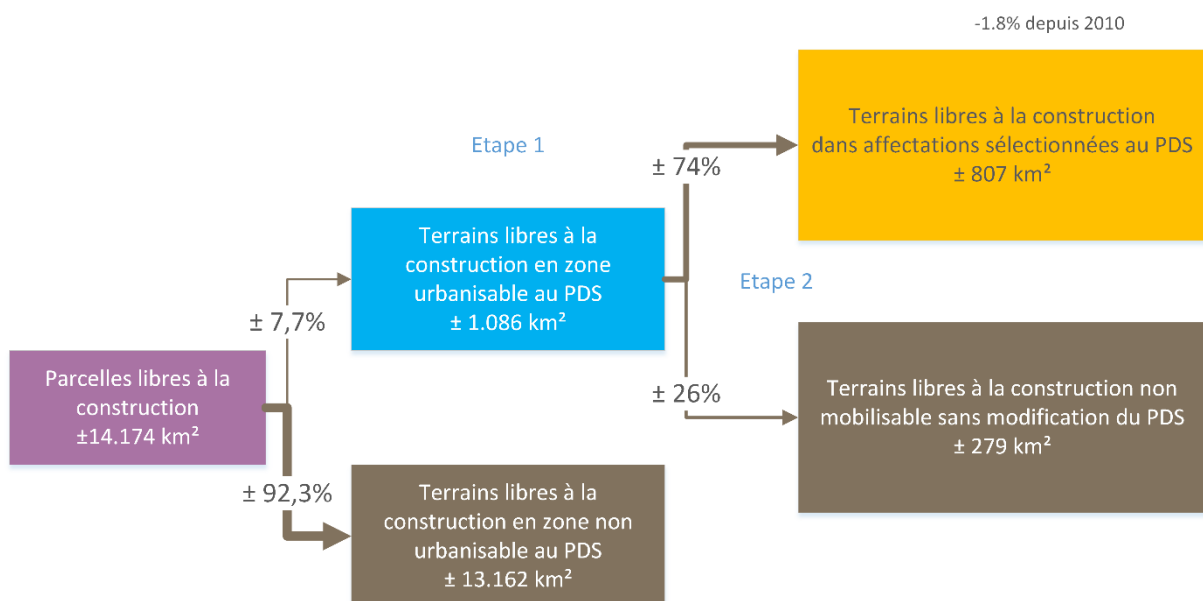 -1.8% depuis 2010
Terrains libres à la construction
dans affectations sélectionnées au PDS
± 807 km²
Etape 1
± 74%
Terrains libres à la
construction en zone
urbanisable au PDS
± 1.086 km²
Etape 2
± 7,7%
Parcelles libres à la
construction
±14.174 km²
± 26%
Terrains libres à la construction non
mobilisable sans modification du PDS
± 279 km²
± 92,3%
Terrains libres à la
construction en zone non
urbanisable au PDS
± 13.162 km²